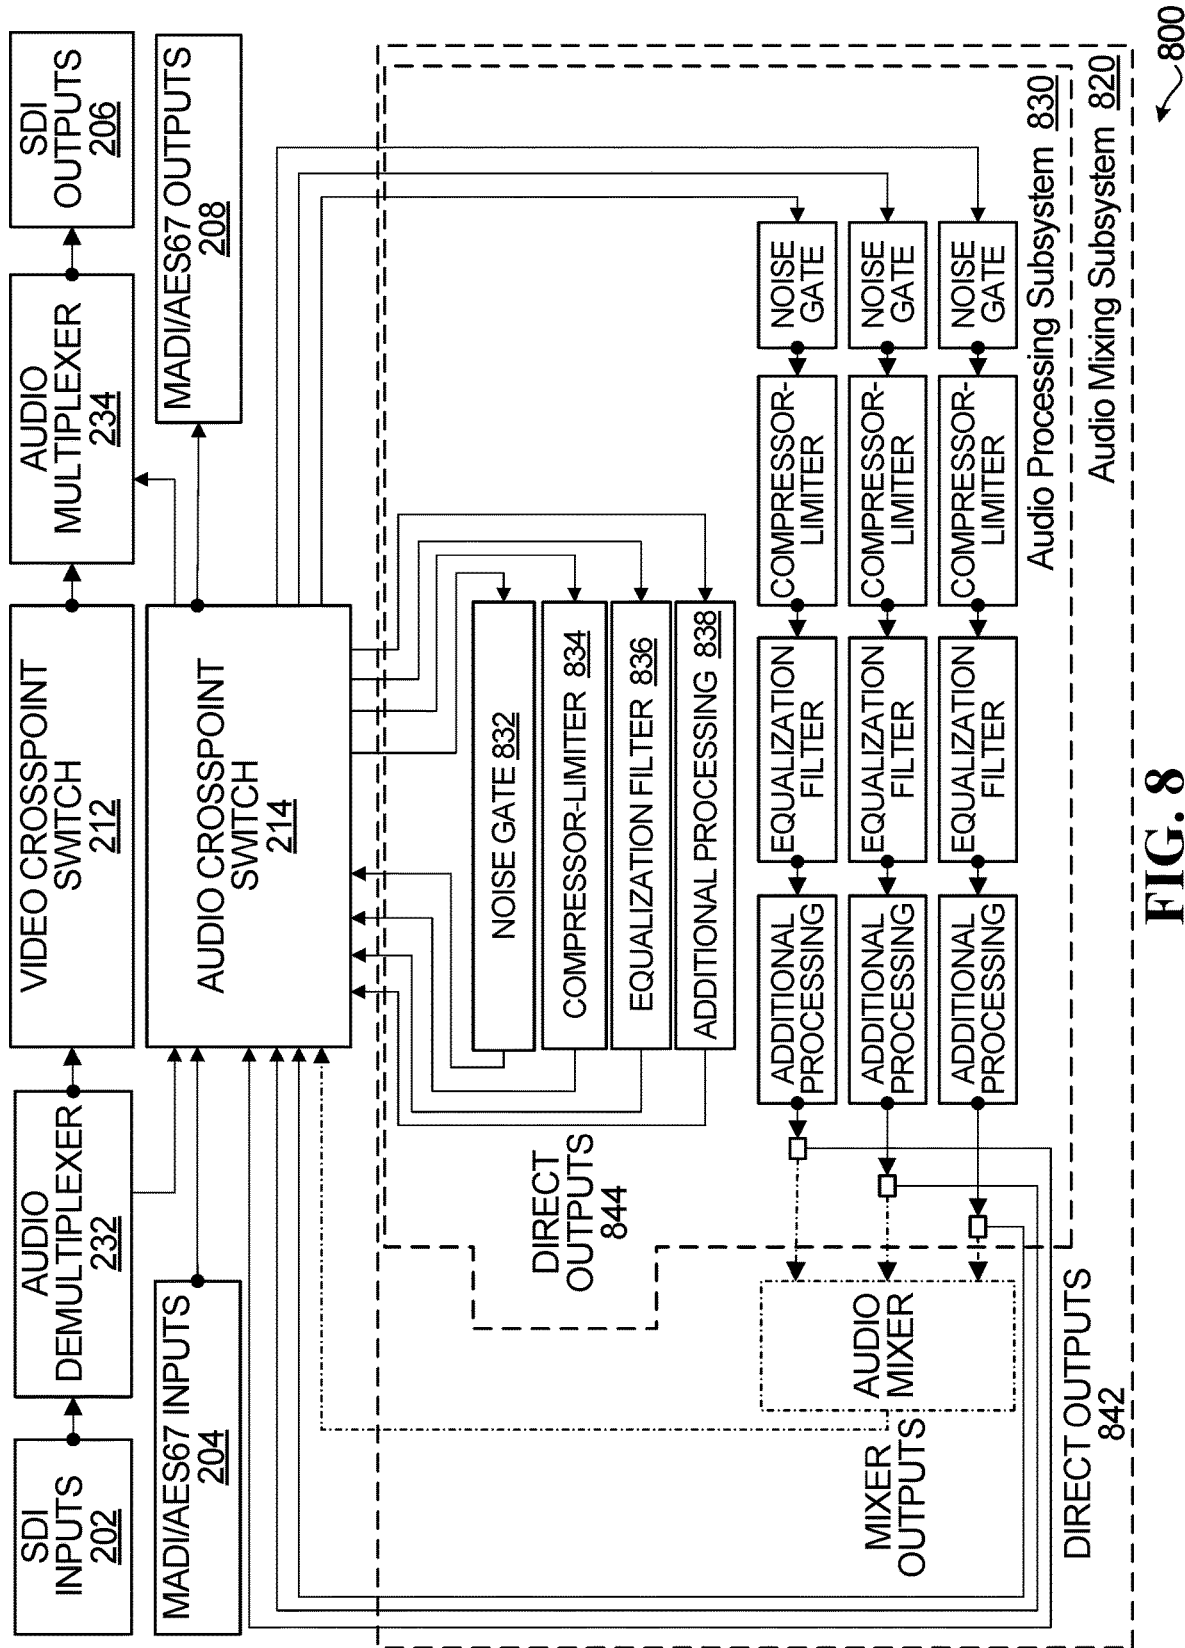 SDI
INPUTS
202
AUDIO
DEMULTIPLEXER
232
VIDEO CROSSPOINT
SWITCH
212
AUDIO
MULTIPLEXER
234
SDI
OUTPUTS
206
MADI/AES67 INPUTS
204
AUDIO CROSSPOINT
SWITCH
214
MADI/AES67 OUTPUTS
208
DIRECT
OUTPUTS
844
NOISE GATE 832
COMPRESSOR-LIMITER 834
EQUALIZATION FILTER 836
ADDITIONAL PROCESSING 838
ADDITIONAL
PROCESSING
EQUALIZATION
FILTER
COMPRESSOR-
LIMITER
NOISE
GATE
ADDITIONAL
PROCESSING
EQUALIZATION
FILTER
COMPRESSOR-
LIMITER
NOISE
GATE
ADDITIONAL
PROCESSING
EQUALIZATION
FILTER
COMPRESSOR-
LIMITER
NOISE
GATE
AUDIO
MIXER
MIXER
OUTPUTS
DIRECT OUTPUTS
842
Audio Processing Subsystem 830
Audio Mixing Subsystem 820
800
FIG. 8